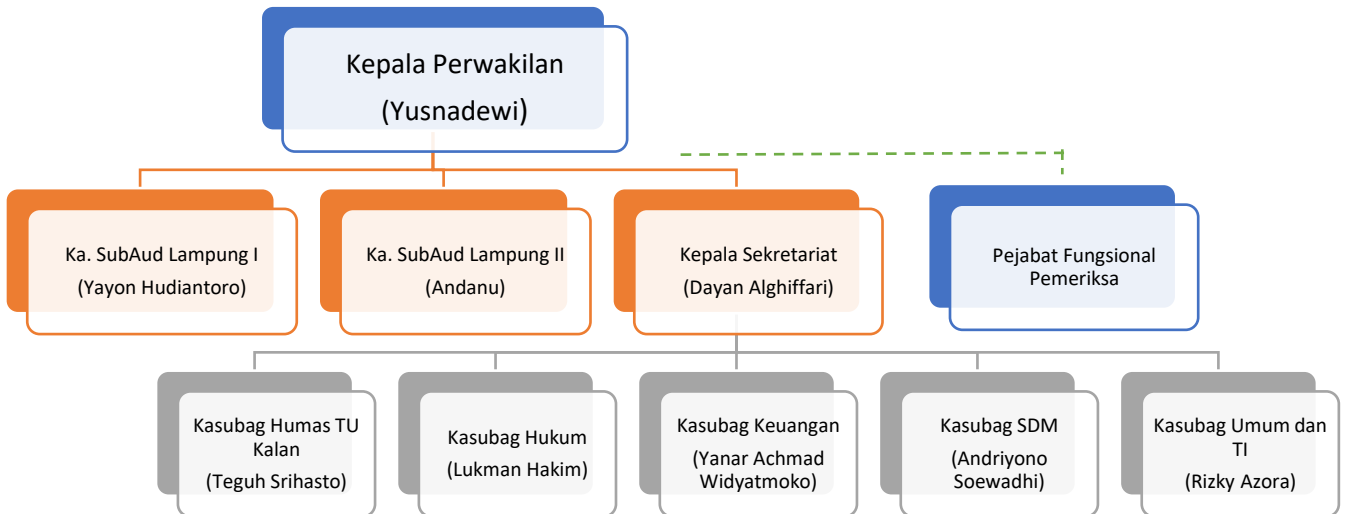 Kepala Perwakilan
(Yusnadewi)
Ka. SubAud Lampung I
(Yayon Hudiantoro)
Ka. SubAud Lampung II
(Andanu)
Kepala Sekretariat
(Dayan Alghiffari)
Pejabat Fungsional
Pemeriksa
Kasubag Humas TU
Kalan
(Teguh Srihasto)
Kasubag Hukum
(Lukman Hakim)
Kasubag Keuangan
(Yanar Achmad
Widyatmoko)
Kasubag SDM
(Andriyono
Soewadhi)
Kasubag Umum dan
TI
(Rizky Azora)